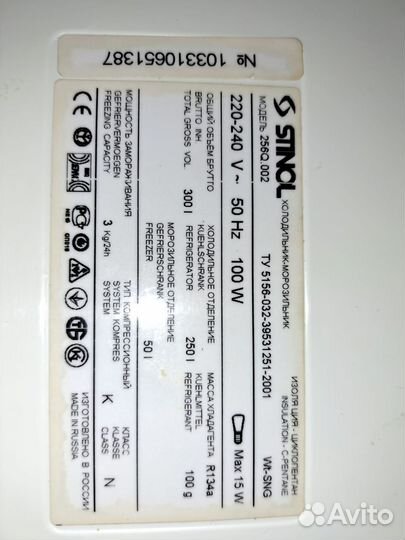 № 103310651387
STINOL
ХОЛОДИЛЬНИК-МОРОЗИЛЬНИК
МОДЕЛЬ 256Q.002
ТУ 5156-032-39531251-2001
ИЗОЛЯЦИЯ - ЦИКЛОПЕНТАН
INSULATION - C-PENTANE
WI-SNG
220-240 V ~ 50 Hz 100 W
Max 15 W
ОБЩИЙ ОБЪЕМ БРУТТО
BRUTTO INH
TOTAL GROSS VOL.
300 l
ХОЛОДИЛЬНОЕ ОТДЕЛЕНИЕ
KUEHLSCHRANK
REFRIGERATOR
250 l
МАССА ХЛАДАГЕНТА
KUEHLMITTEL
REFRIGERANT
R134a
100 g
МОРОЗИЛЬНОЕ ОТДЕЛЕНИЕ
GEFRIERSCHRANK
FREEZER
50 l
МОЩНОСТЬ ЗАМОРАЖИВАНИЯ
GEFRIERVERMOEGEN
FREEZING CAPACITY
3 Kg/24h
ТИП КОМПРЕССИОННЫЙ
SYSTEM KOMPRES
SYSTEM
K
КЛАСС
KLASSE
CLASS
N
ИЗГОТОВЛЕНО В РОССИИ
MADE IN RUSSIA
Avito